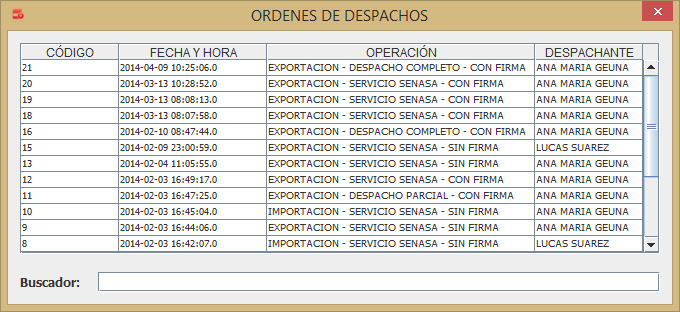 ORDENES DE DESPACHOS
CÓDIGO FECHA Y HORA OPERACIÓN DESPACHANTE
21 2014-04-09 10:25:06.0 EXPORTACION - DESPACHO COMPLETO - CON FIRMA ANA MARIA GEUNA
20 2014-03-13 10:28:52.0 EXPORTACION - SERVICIO SENASA - CON FIRMA ANA MARIA GEUNA
19 2014-03-13 08:08:13.0 EXPORTACION - SERVICIO SENASA - CON FIRMA ANA MARIA GEUNA
18 2014-03-13 08:07:58.0 EXPORTACION - SERVICIO SENASA - CON FIRMA ANA MARIA GEUNA
16 2014-02-10 08:47:44.0 EXPORTACION - DESPACHO COMPLETO - CON FIRMA ANA MARIA GEUNA
15 2014-02-09 23:00:59.0 EXPORTACION - SERVICIO SENASA - SIN FIRMA LUCAS SUAREZ
13 2014-02-04 11:05:55.0 EXPORTACION - SERVICIO SENASA - SIN FIRMA ANA MARIA GEUNA
12 2014-02-03 16:49:17.0 EXPORTACION - SERVICIO SENASA - CON FIRMA ANA MARIA GEUNA
11 2014-02-03 16:47:25.0 EXPORTACION - DESPACHO PARCIAL - CON FIRMA ANA MARIA GEUNA
10 2014-02-03 16:45:04.0 IMPORTACION - SERVICIO SENASA - SIN FIRMA ANA MARIA GEUNA
9 2014-02-03 16:44:06.0 EXPORTACION - SERVICIO SENASA - SIN FIRMA ANA MARIA GEUNA
8 2014-02-03 16:42:07.0 IMPORTACION - SERVICIO SENASA - SIN FIRMA LUCAS SUAREZ
Buscador: